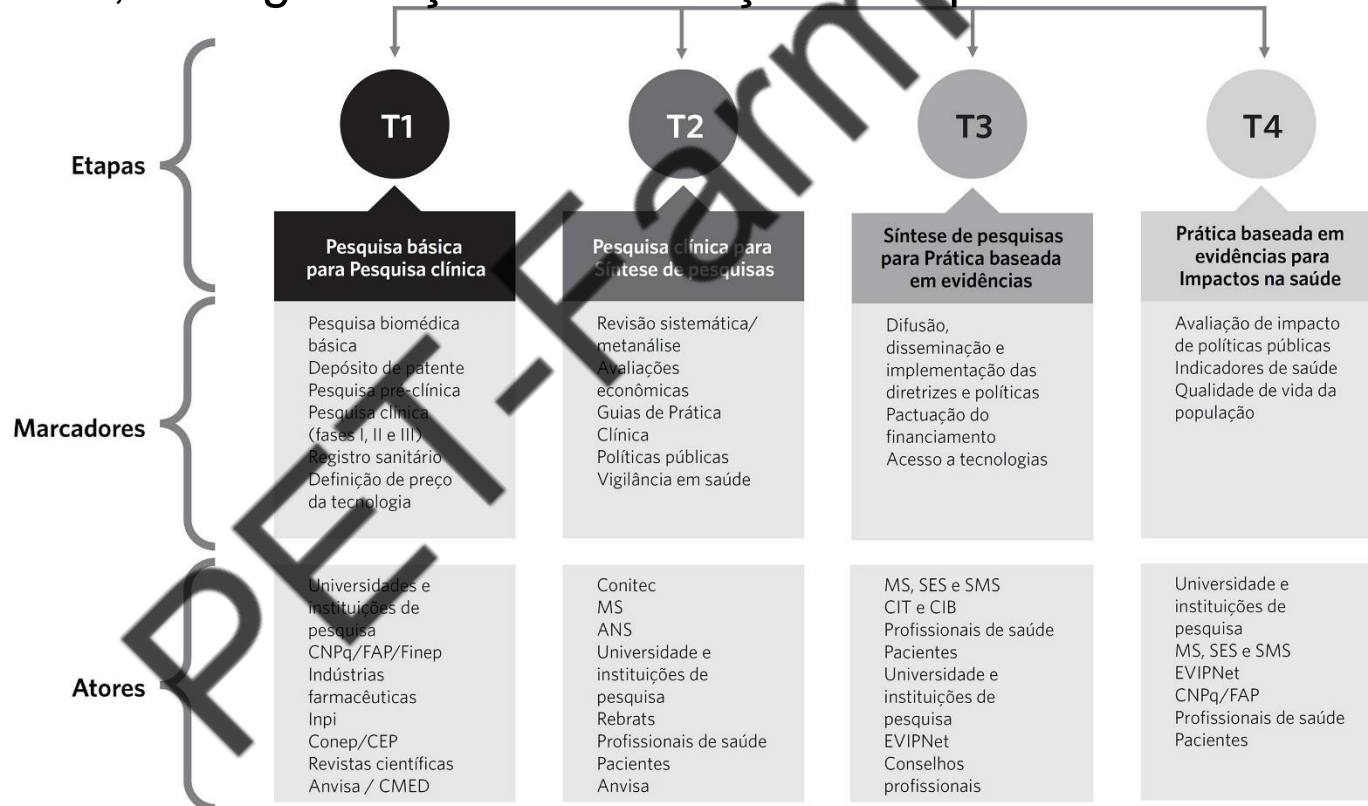 T1
T2
T3
T4
Etapas
Pesquisa básica
para Pesquisa clínica
Pesquisa clínica para
Síntese de pesquisas
Síntese de pesquisas
para Prática baseada
em evidências
Prática baseada em
evidências para
Impactos na saúde
Marcadores
Pesquisa biomédica
básica
Depósito de patente
Pesquisa pré-clínica
Pesquisa clínica
(fases I, II e III)
Registro sanitário
Definição de preço
da tecnologia
Revisão sistemática/
metanálise
Avaliações
econômicas
Guias de Prática
Clínica
Políticas públicas
Vigilância em saúde
Difusão,
disseminação e
implementação das
diretrizes e políticas
Pactuação do
financiamento
Acesso a tecnologias
Avaliação de impacto
de políticas públicas
Indicadores de saúde
Qualidade de vida da
população
Atores
Universidades e
instituições de
pesquisa
CNPq/FAP/Finep
Indústrias
farmacêuticas
Inpi
Conep/CEP
Revistas científicas
Anvisa / CMED
Conitec
MS
ANS
Universidade e
instituições de
pesquisa
Rebrats
Profissionais de saúde
Pacientes
Anvisa
MS, SES e SMS
CIT e CIB
Profissionais de saúde
Pacientes
Universidade e
instituições de
pesquisa
EVIPNet
Conselhos
profissionais
Universidade e
instituições de
pesquisa
MS, SES e SMS
EVIPNet
CNPq/FAP
Profissionais de saúde
Pacientes
PET-Farm